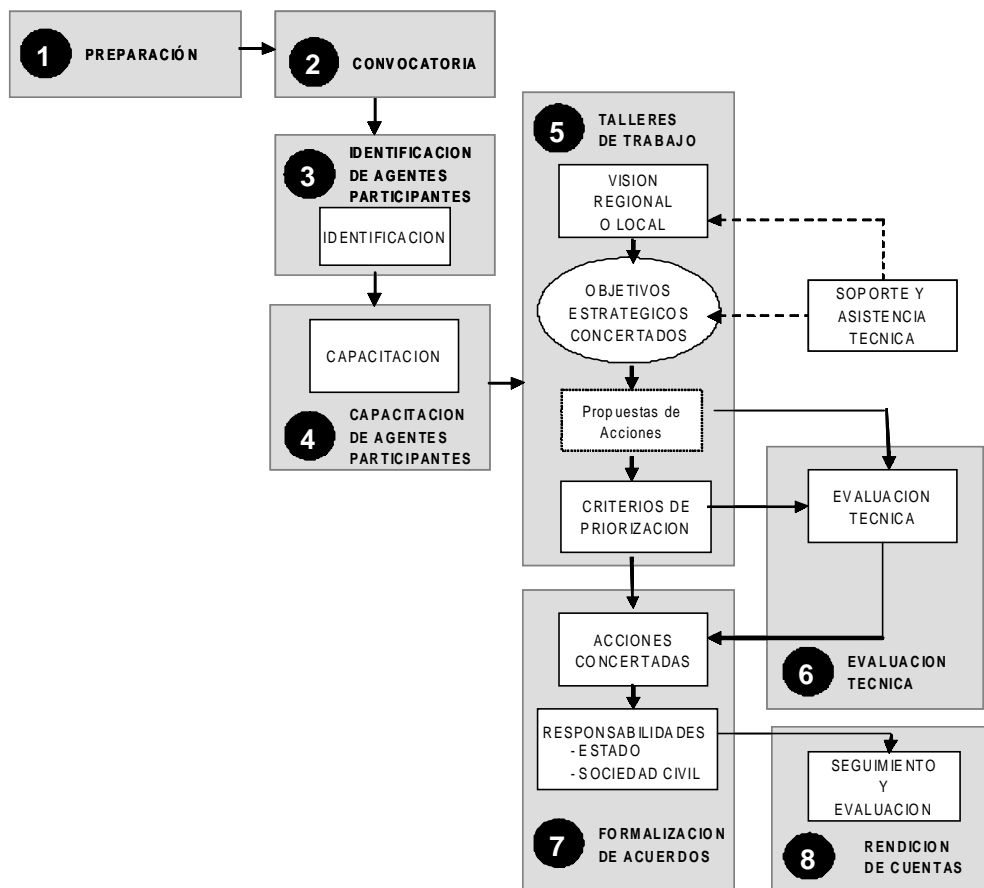 1
PREPARACIÓN
2
CONVOCATORIA
3
IDENTIFICACION
DE AGENTES
PARTICIPANTES
IDENTIFICACION
CAPACITACION
4
CAPACITACION
DE AGENTES
PARTICIPANTES
5
TALLERES
DE TRABAJO
VISION
REGIONAL
O LOCAL
OBJETIVOS
ESTRATEGICOS
CONCERTADOS
SOPORTE Y
ASISTENCIA
TECNICA
Propuestas de
Acciones
CRITERIOS DE
PRIORIZACION
EVALUACION
TECNICA
6
EVALUACION
TECNICA
ACCIONES
CONCERTADAS
RESPONSABILIDADES
- ESTADO
- SOCIEDAD CIVIL
7
FORMALIZACION
DE ACUERDOS
SEGUIMIENTO
Y
EVALUACION
8
RENDICION
DE CUENTAS